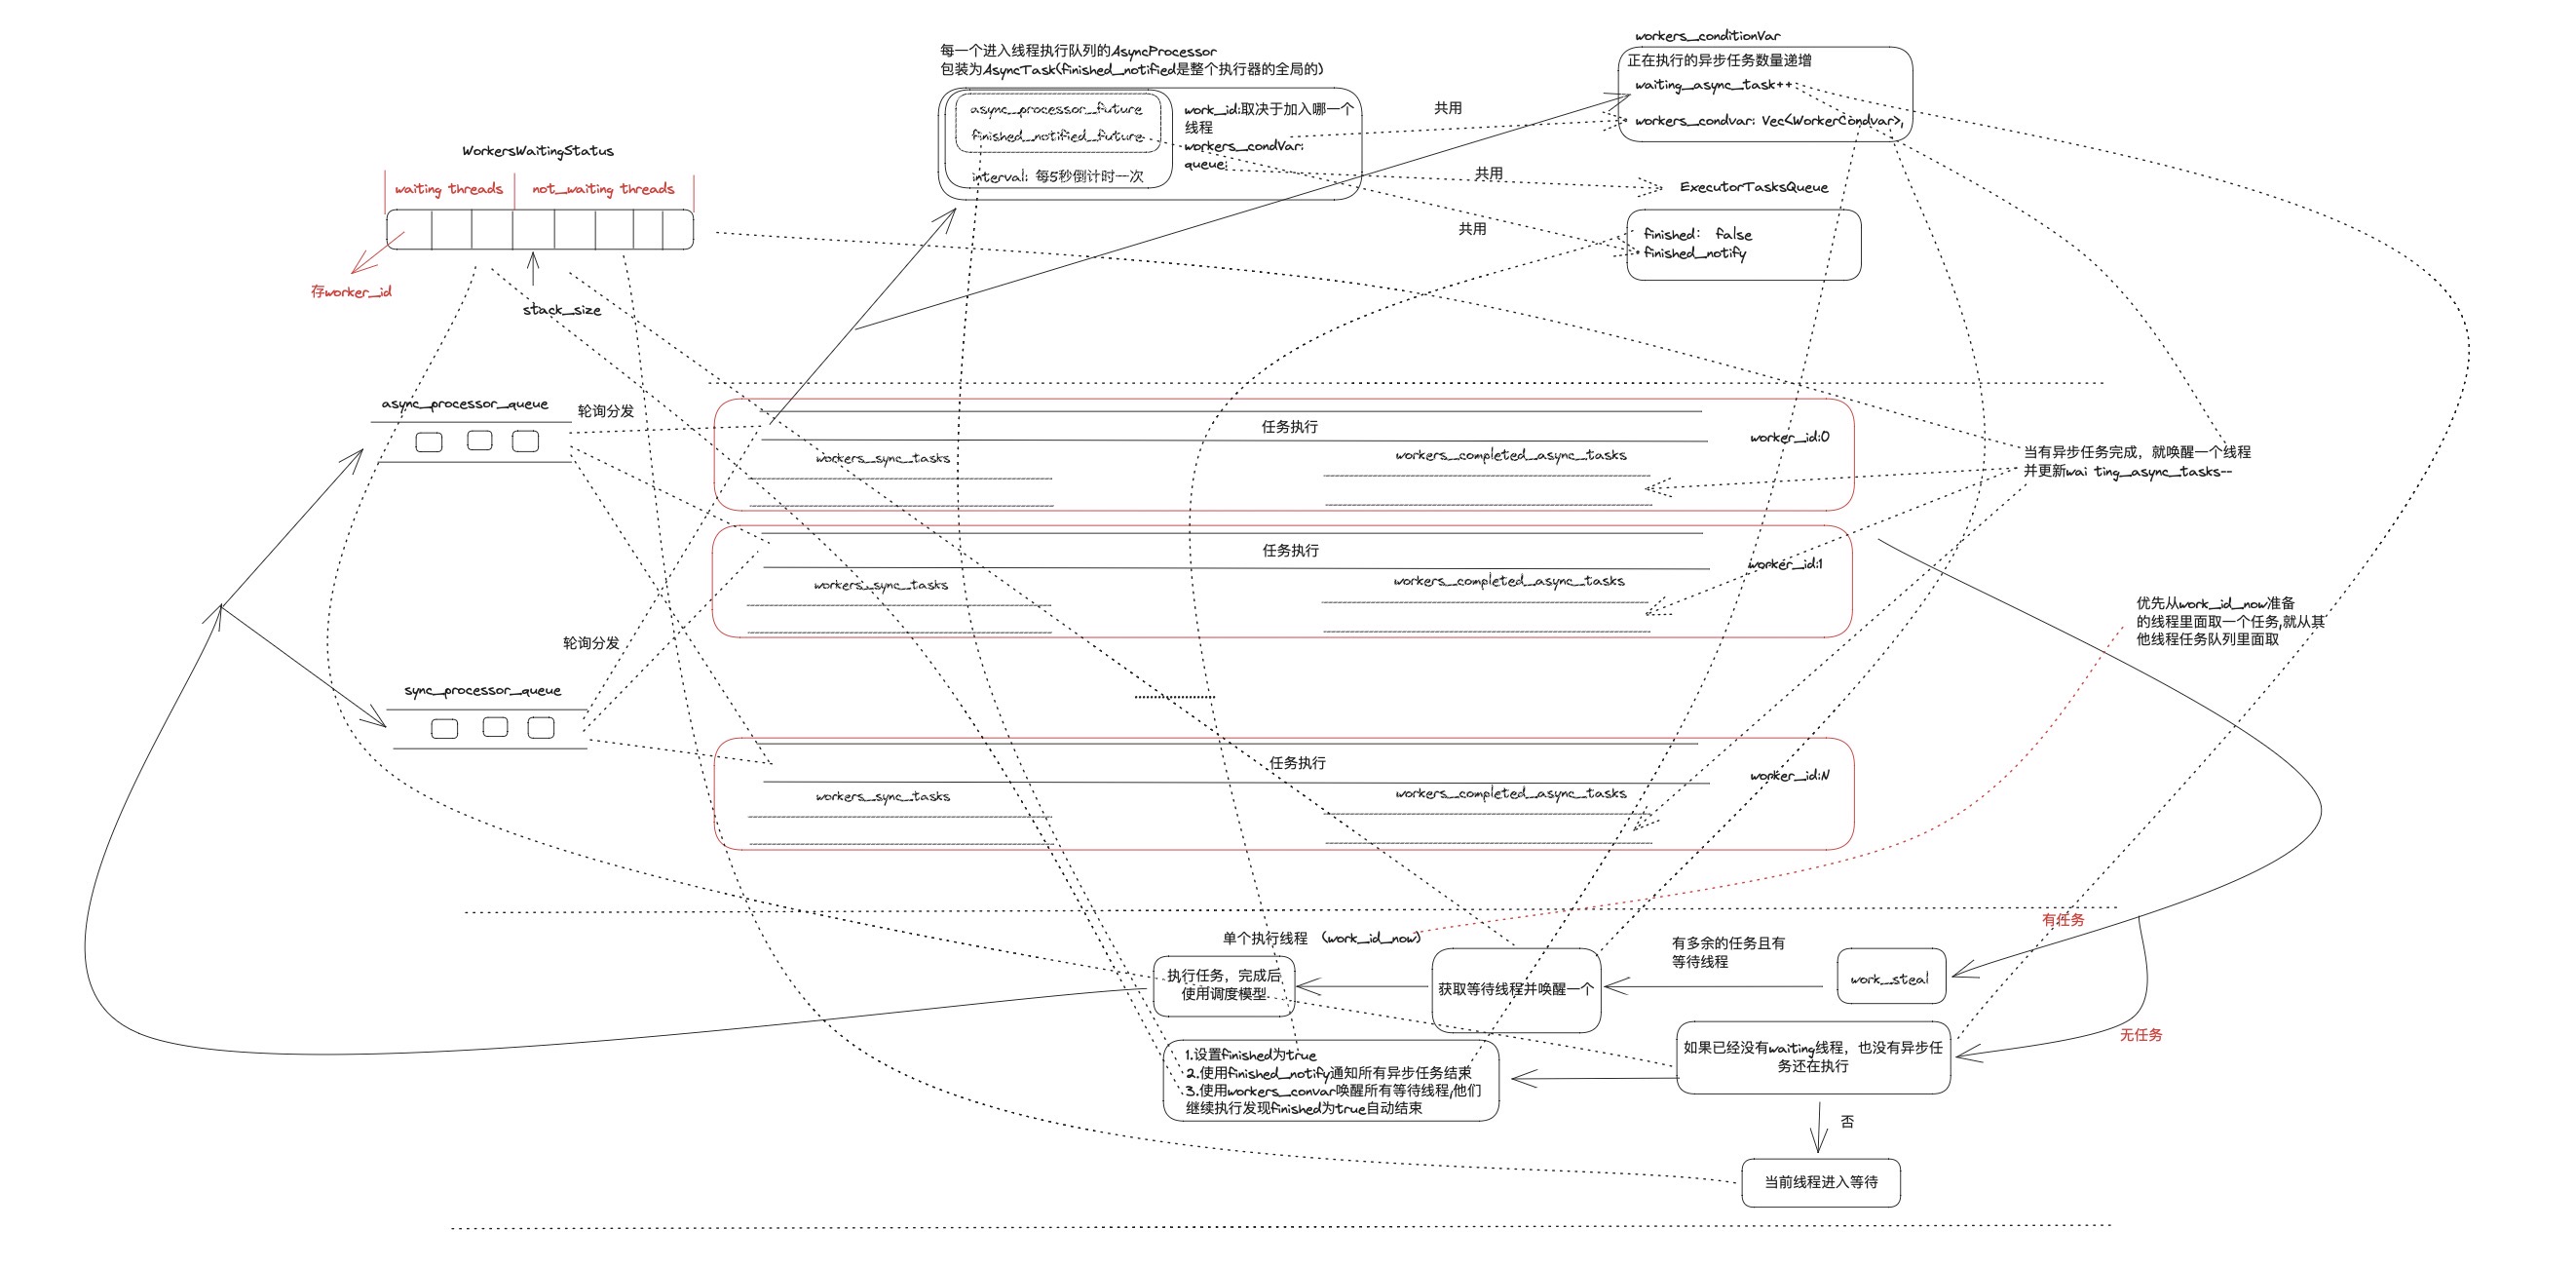 每一个进入线程执行队列的AsyncProcessor
包装为AsyncTask(finished_notified是整个执行器的全局的)
async_processor_future
finished_notified_future
interval: 每5秒倒计时一次
work_id:取决于加入哪一个
线程
workers_condVar:
queue:
共用
共用
共用
workers_conditionVar
正在执行的异步任务数量递增
waiting_async_task++
workers_condvar: Vec<WorkerCondvar>,
ExecutorTasksQueue
finished: false
finished_notify
WorkersWaitingStatus
waiting threads
not_waiting threads
存worker_id
stack_size
async_processor_queue
轮询分发
sync_processor_queue
轮询分发
任务执行
worker_id:0
workers_sync_tasks
workers_completed_async_tasks
任务执行
worker_id:1
workers_sync_tasks
workers_completed_async_tasks
任务执行
worker_id:N
workers_sync_tasks
workers_completed_async_tasks
当有异步任务完成，就唤醒一个线程
并更新wai ting_async_tasks--
优先从work_id_now准备
的线程里面取一个任务,就从其
他线程任务队列里面取
单个执行线程 （work_id_now)
执行任务，完成后
使用调度模型
获取等待线程并唤醒一个
有多余的任务且有
等待线程
work_steal
有任务
无任务
如果已经没有waiting线程，也没有异步任
务还在执行
1.设置finished为true
2.使用finished_notify通知所有异步任务结束
3.使用workers_convar唤醒所有等待线程,他们
继续执行发现finished为true自动结束
否
当前线程进入等待